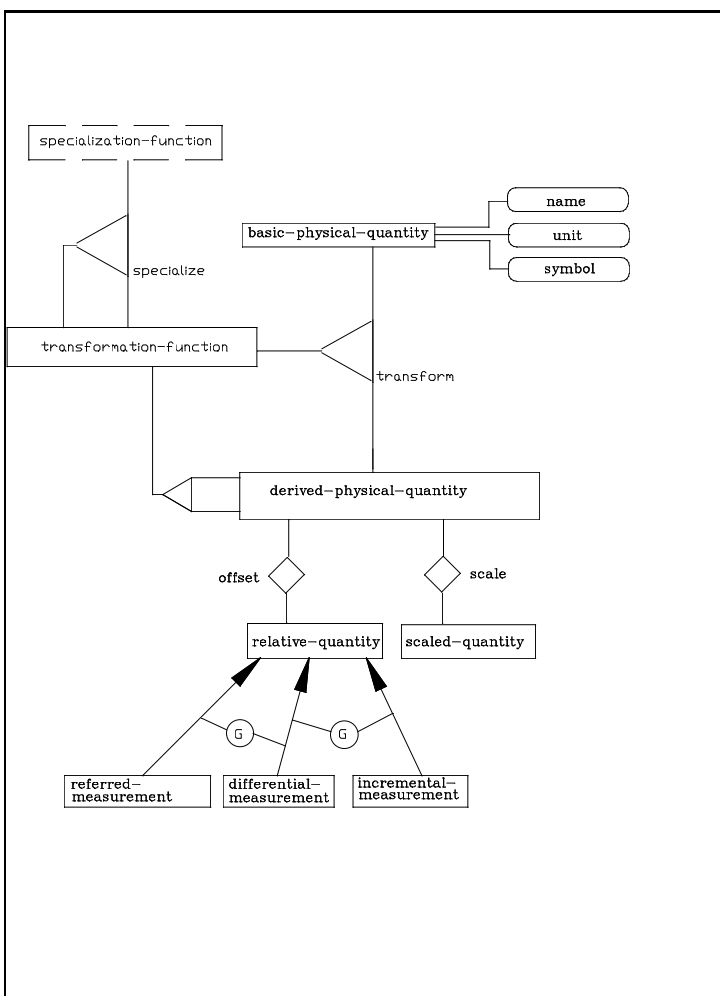 specialization-function
name
basic-physical-quantity
unit
symbol
specialize
transformation-function
transform
derived-physical-quantity
offset
scale
relative-quantity
scaled-quantity
G
G
referred-
measurement
differential-
measurement
incremental-
measurement